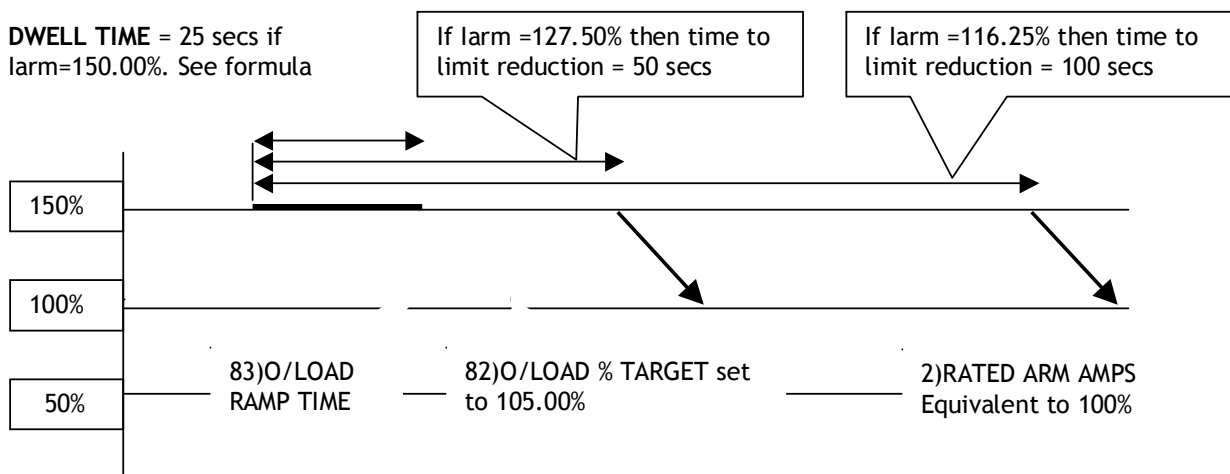 DWELL TIME = 25 secs if
Iarm=150.00%. See formula
If Iarm =127.50% then time to
limit reduction = 50 secs
If Iarm =116.25% then time to
limit reduction = 100 secs
150%
100%
50%
83)O/LOAD
RAMP TIME
82)O/LOAD % TARGET set
to 105.00%
2)RATED ARM AMPS
Equivalent to 100%